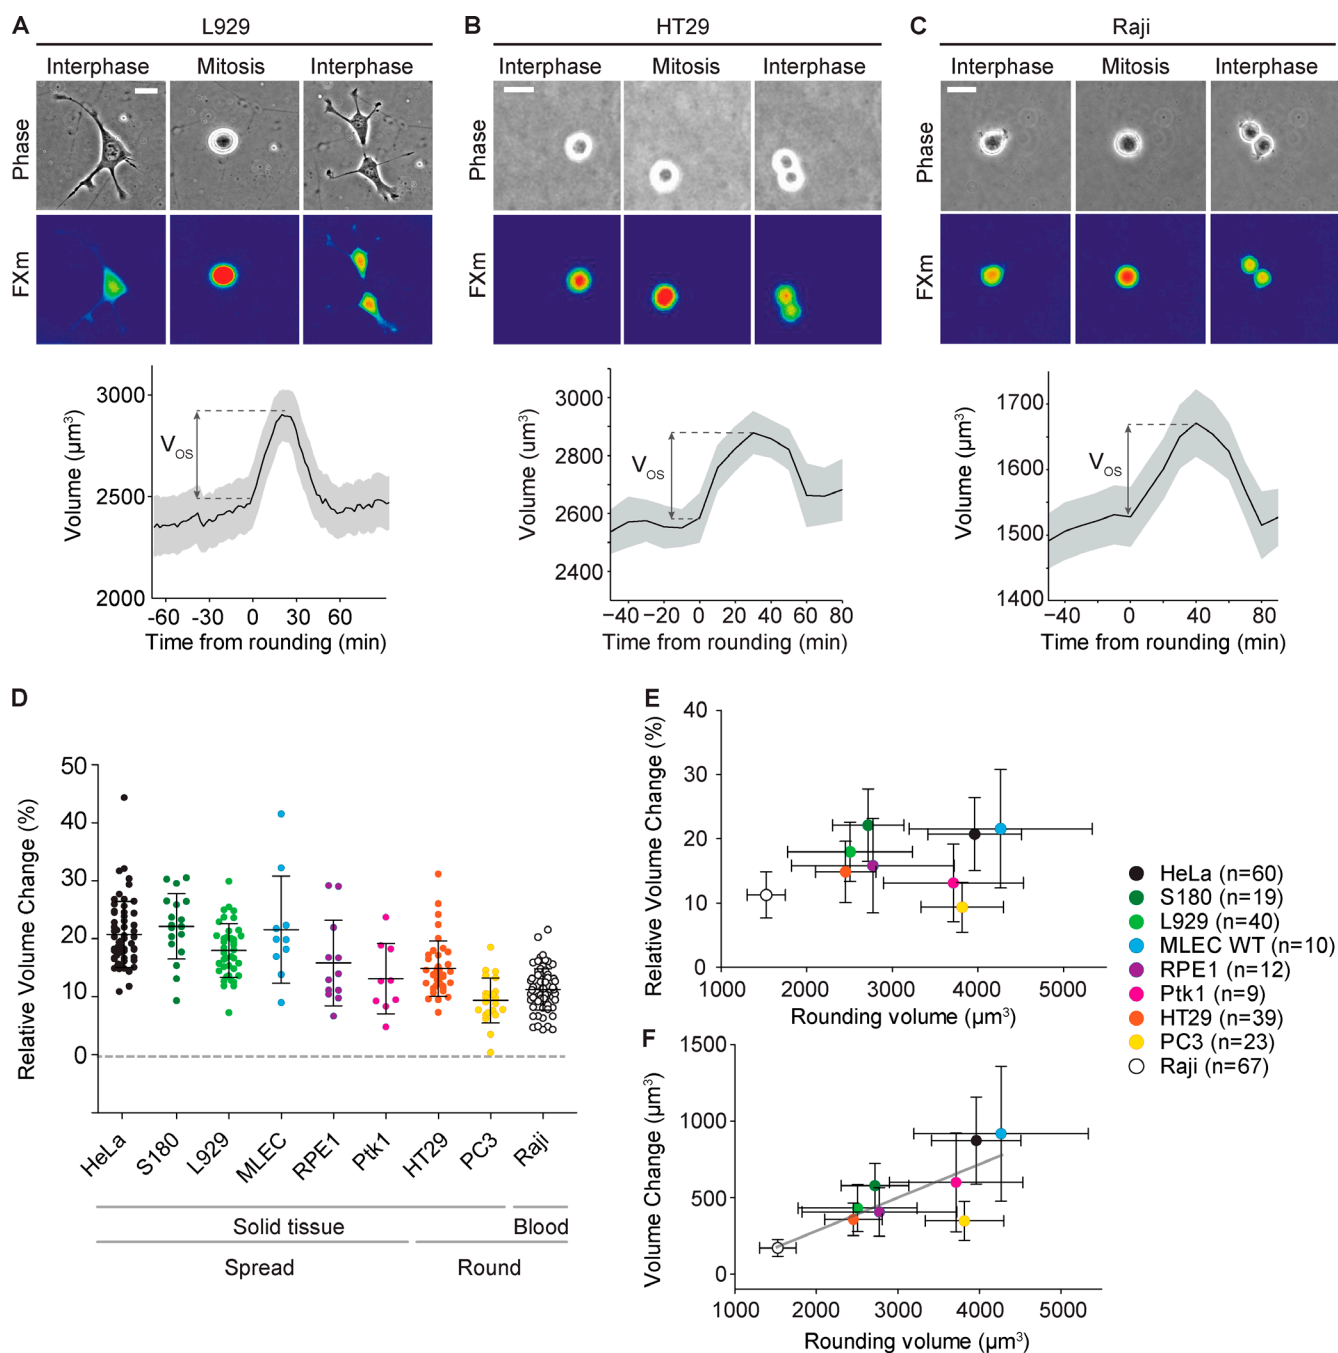 A
L929
Interphase Mitosis Interphase
Phase
FXm
Volume (µm³)
3000
2500
2000
V_OS
-60 -30 0 30 60
Time from rounding (min)
B
HT29
Interphase Mitosis Interphase
Phase
FXm
Volume (µm³)
3000
2800
2600
2400
V_OS
−40 −20 0 20 40 60 80
Time from rounding (min)
C
Raji
Interphase Mitosis Interphase
Phase
FXm
Volume (µm³)
1700
1600
1500
1400
V_OS
−40 0 40 80
Time from rounding (min)
D
Relative Volume Change (%)
50
40
30
20
10
0
HeLa S180 L929 MLEC RPE1 Ptk1 HT29 PC3 Raji
Solid tissue Blood
Spread Round
E
Relative Volume Change (%)
40
30
20
10
0
1000 2000 3000 4000 5000
Rounding volume (µm³)
F
Volume Change (µm³)
1500
1000
500
0
1000 2000 3000 4000 5000
Rounding volume (µm³)
HeLa (n=60)
S180 (n=19)
L929 (n=40)
MLEC WT (n=10)
RPE1 (n=12)
Ptk1 (n=9)
HT29 (n=39)
PC3 (n=23)
Raji (n=67)